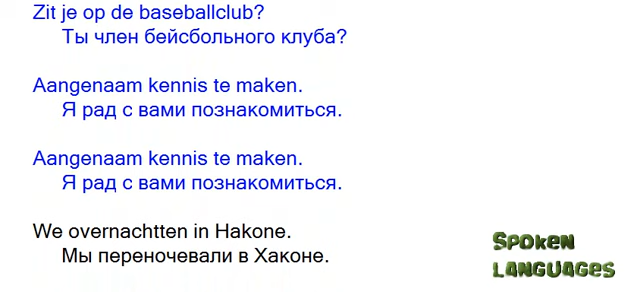 Zit je op de baseballclub?
Ты член бейсбольного клуба?
Aangenaam kennis te maken.
Я рад с вами познакомиться.
Aangenaam kennis te maken.
Я рад с вами познакомиться.
We overnachtten in Hakone.
Мы переночевали в Хаконе.
Spoken
Languages